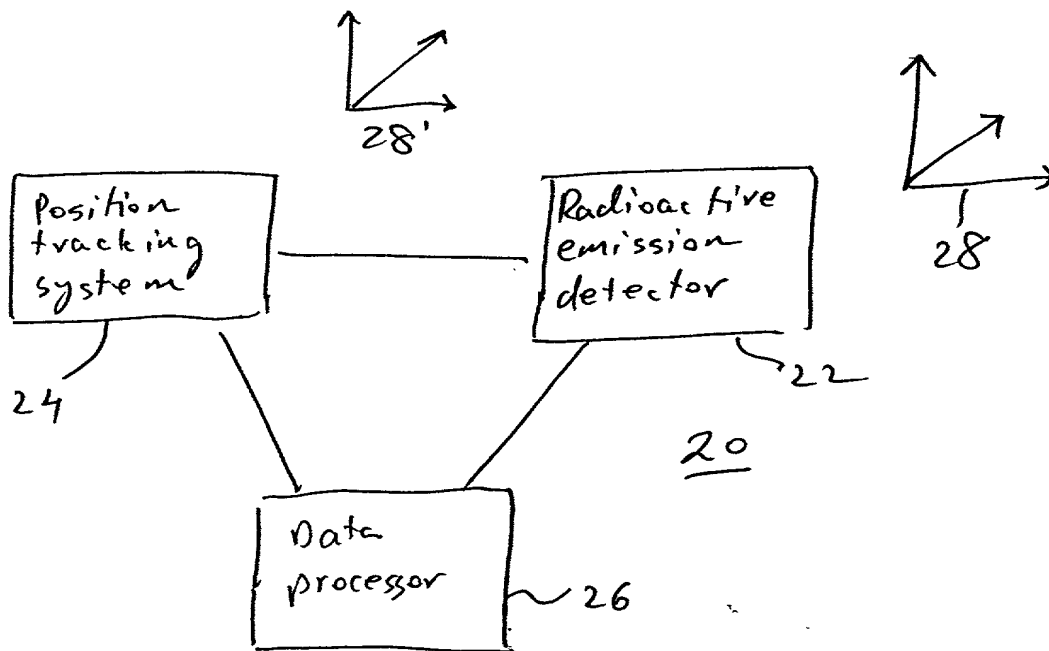 28'
28
Position
tracking
system
24
Radioactive
emission
detector
22
20
Data
processor
26